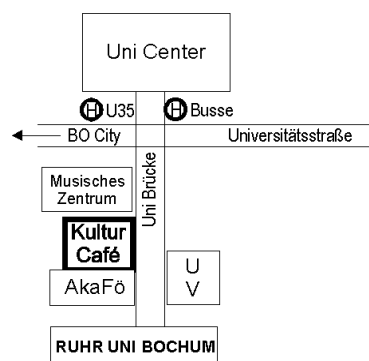 Uni Center
H U35
H Busse
BO City
Universitätsstraße
Uni Brücke
Musisches
Zentrum
Kultur
Café
AkaFö
U
V
RUHR UNI BOCHUM